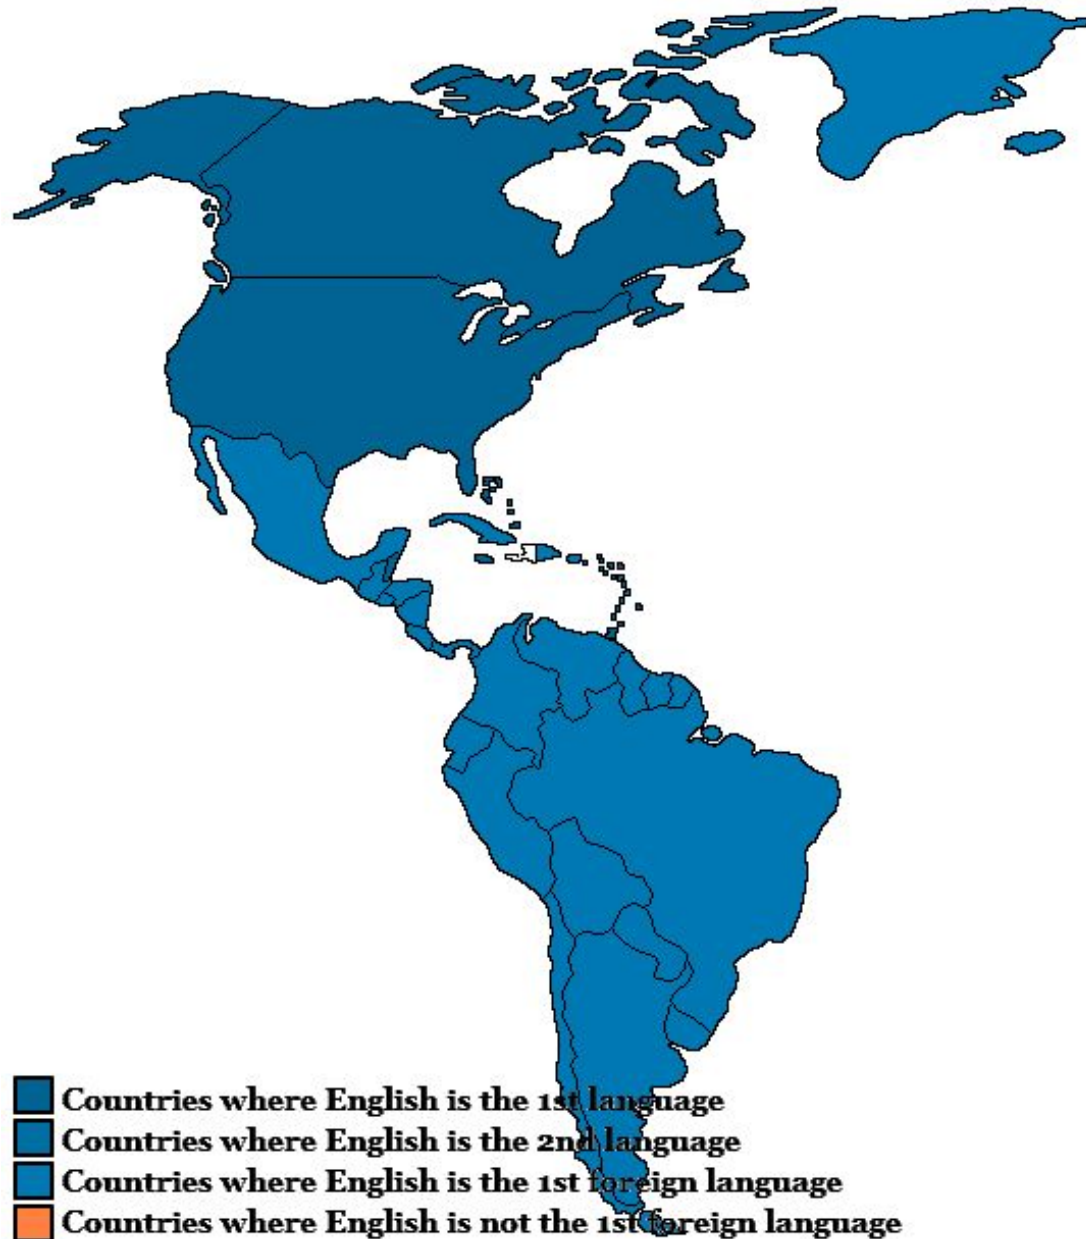 Countries where English is the 1st language
Countries where English is the 2nd language
Countries where English is the 1st foreign language
Countries where English is not the 1st foreign language